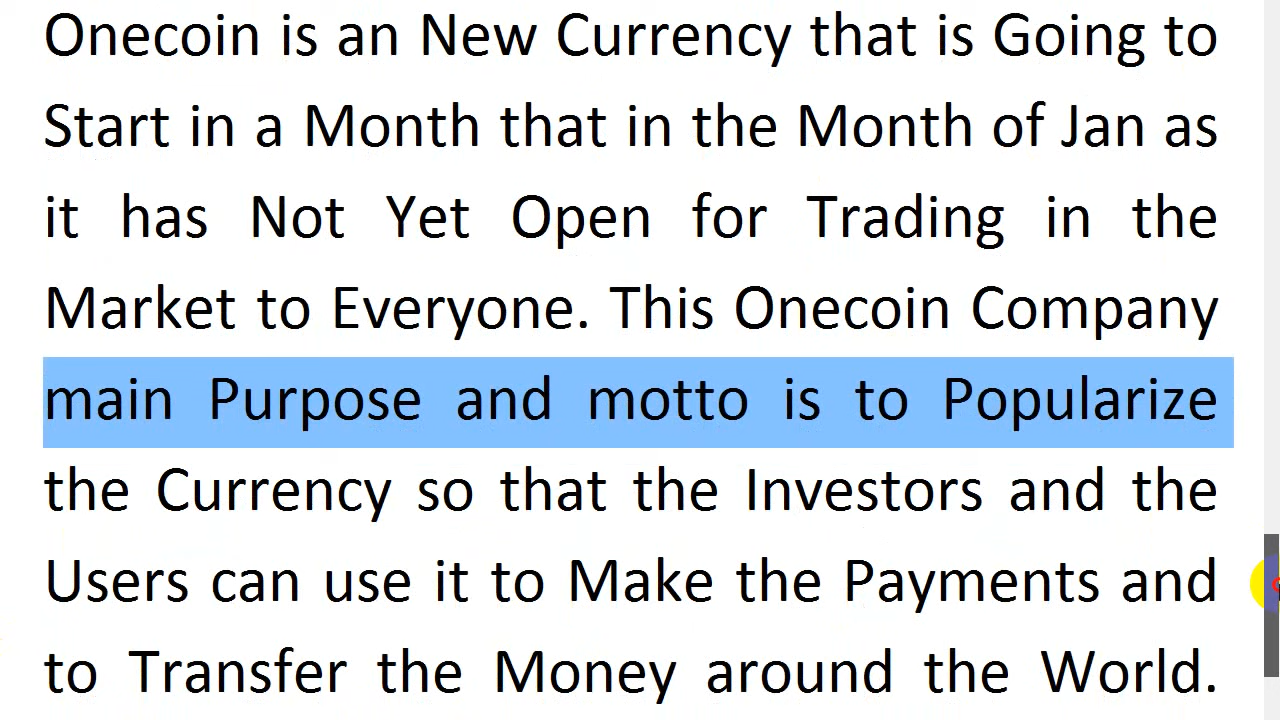 Onecoin is an New Currency that is Going to
Start in a Month that in the Month of Jan as
it has Not Yet Open for Trading in the
Market to Everyone. This Onecoin Company
main Purpose and motto is to Popularize
the Currency so that the Investors and the
Users can use it to Make the Payments and
to Transfer the Money around the World.